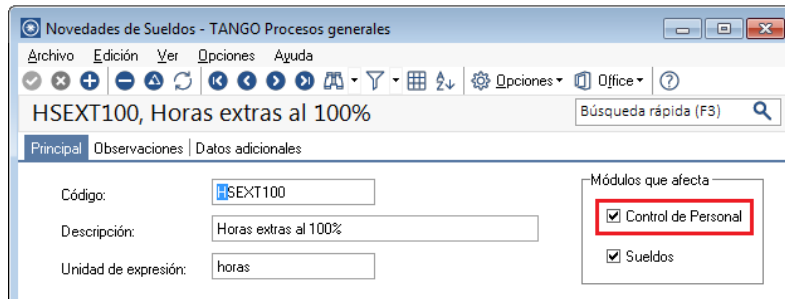 Novedades de Sueldos - TANGO Procesos generales
Archivo Edición Ver Opciones Ayuda
Opciones Office
HSEXT100, Horas extras al 100%
Búsqueda rápida (F3)
Principal Observaciones Datos adicionales
Código: HSEXT100
Descripción: Horas extras al 100%
Unidad de expresión: horas
Módulos que afecta
Control de Personal
Sueldos